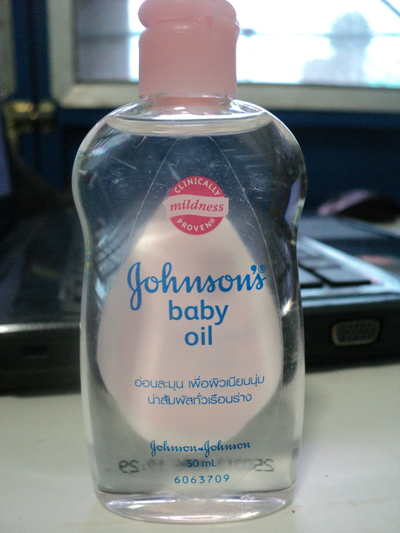 CLINICALLY
mildness
PROVEN®
Johnson's®
baby
oil
อ่อนละมุน เพื่อผิวเนียนนุ่ม
น่าสัมผัสทั่วเรือนร่าง
Johnson & Johnson
50 mL
6063709